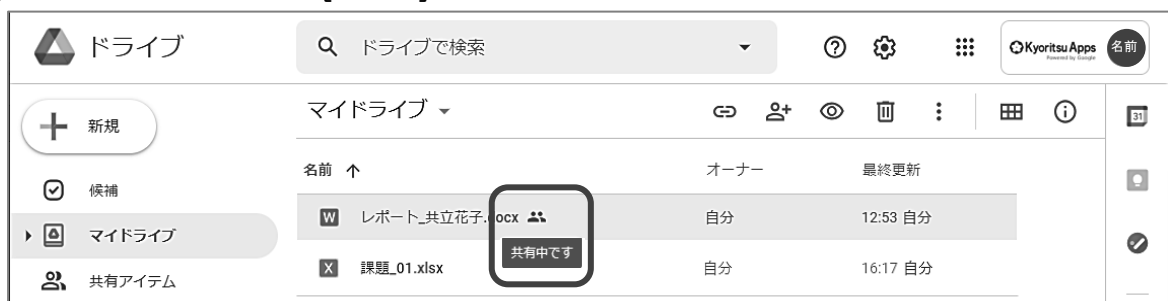 ドライブ
ドライブで検索
Kyoritsu Apps
Powered by Google
名前
新規
マイドライブ
31
名前
オーナー
最終更新
候補
W レポート_共立花子.docx
自分
12:53 自分
マイドライブ
共有中です
X 課題_01.xlsx
自分
16:17 自分
共有アイテム